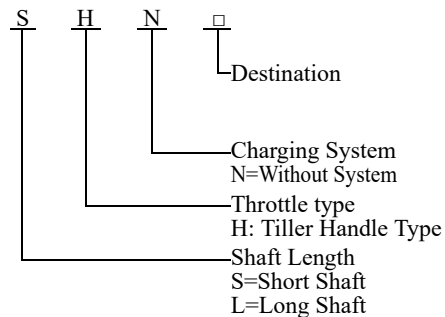 S H N □
Destination
Charging System
N=Without System
Throttle type
H: Tiller Handle Type
Shaft Length
S=Short Shaft
L=Long Shaft